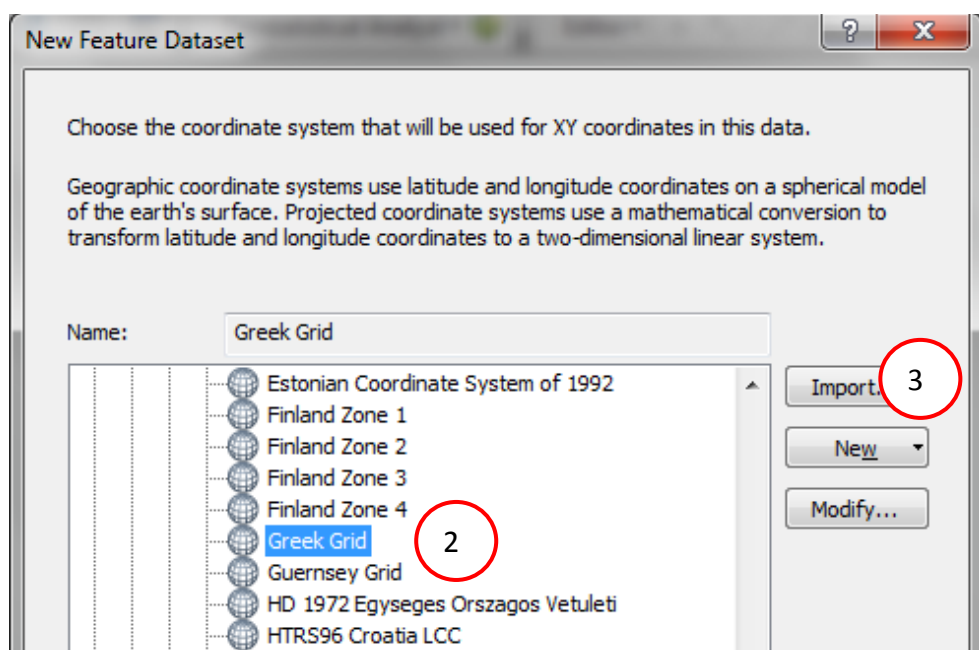 New Feature Dataset
?
X
Choose the coordinate system that will be used for XY coordinates in this data.
Geographic coordinate systems use latitude and longitude coordinates on a spherical model
of the earth's surface. Projected coordinate systems use a mathematical conversion to
transform latitude and longitude coordinates to a two-dimensional linear system.
Name:
Greek Grid
Estonian Coordinate System of 1992
Import.
3
Finland Zone 1
Finland Zone 2
New
Finland Zone 3
Finland Zone 4
Modify...
Greek Grid
2
Guernsey Grid
HD 1972 Egyseges Orszagos Vetuleti
HTRS96 Croatia LCC